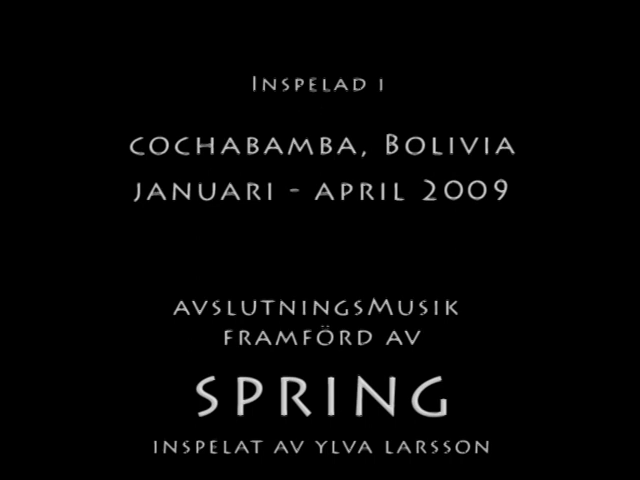 Inspelad i
cochabamba, Bolivia
januari - april 2009
avslutningsMusik
framförd av
SPRING
inspelat av ylva larsson